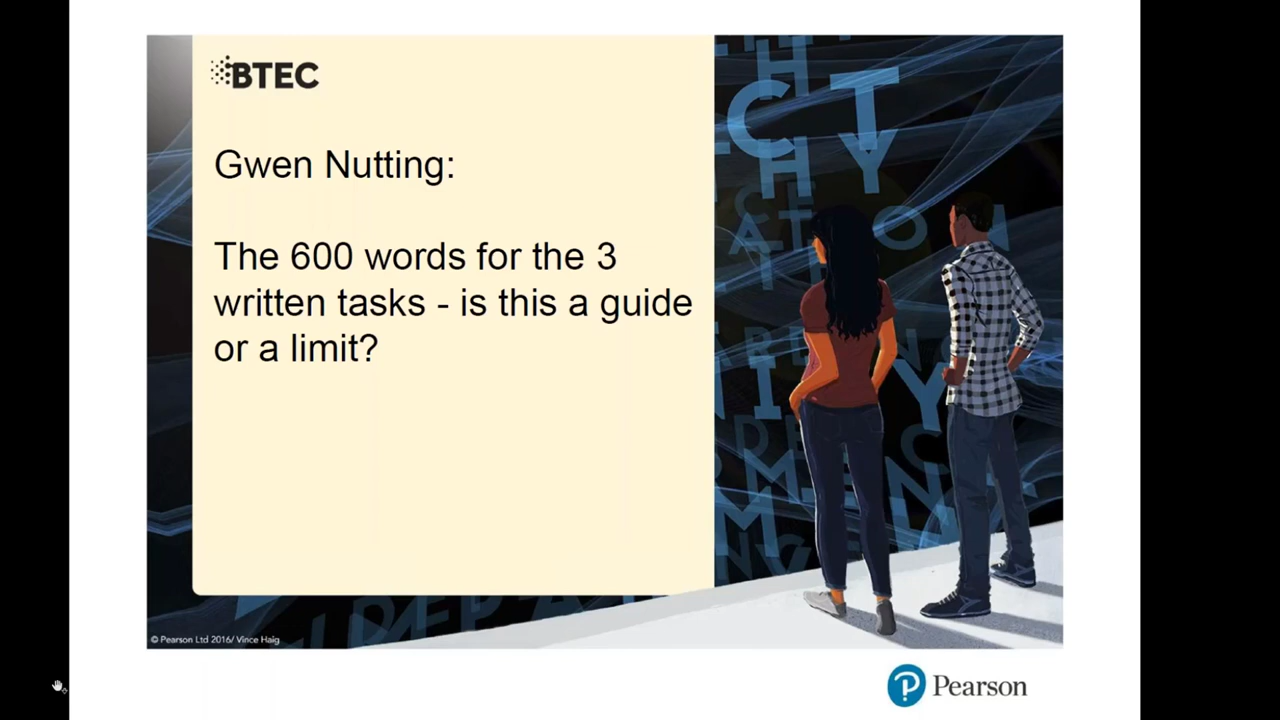 BTEC
Gwen Nutting:
The 600 words for the 3
written tasks - is this a guide
or a limit?
© Pearson Ltd 2016/ Vince Haig
Pearson